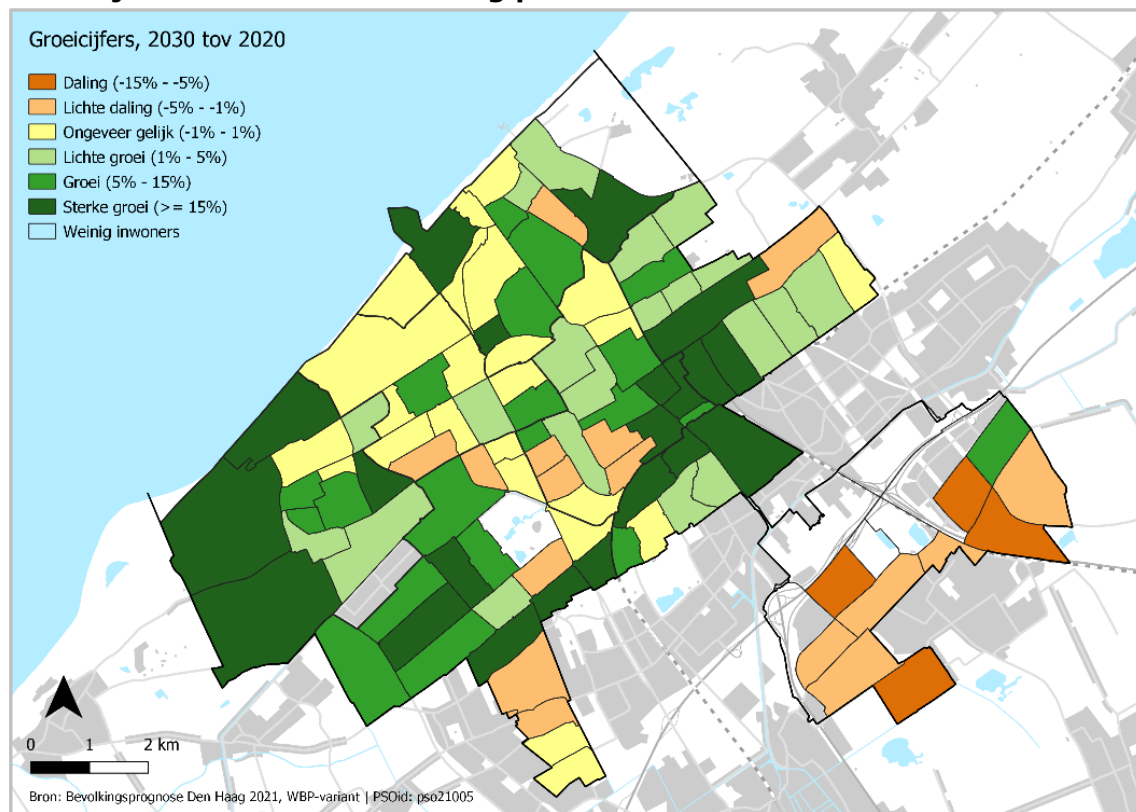 Groeicijfers, 2030 tov 2020
Daling (-15% - -5%)
Lichte daling (-5% - -1%)
Ongeveer gelijk (-1% - 1%)
Lichte groei (1% - 5%)
Groei (5% - 15%)
Sterke groei (>= 15%)
Weinig inwoners
0 1 2 km
Bron: Bevolkingsprognose Den Haag 2021, WBP-variant | PSOid: pso21005